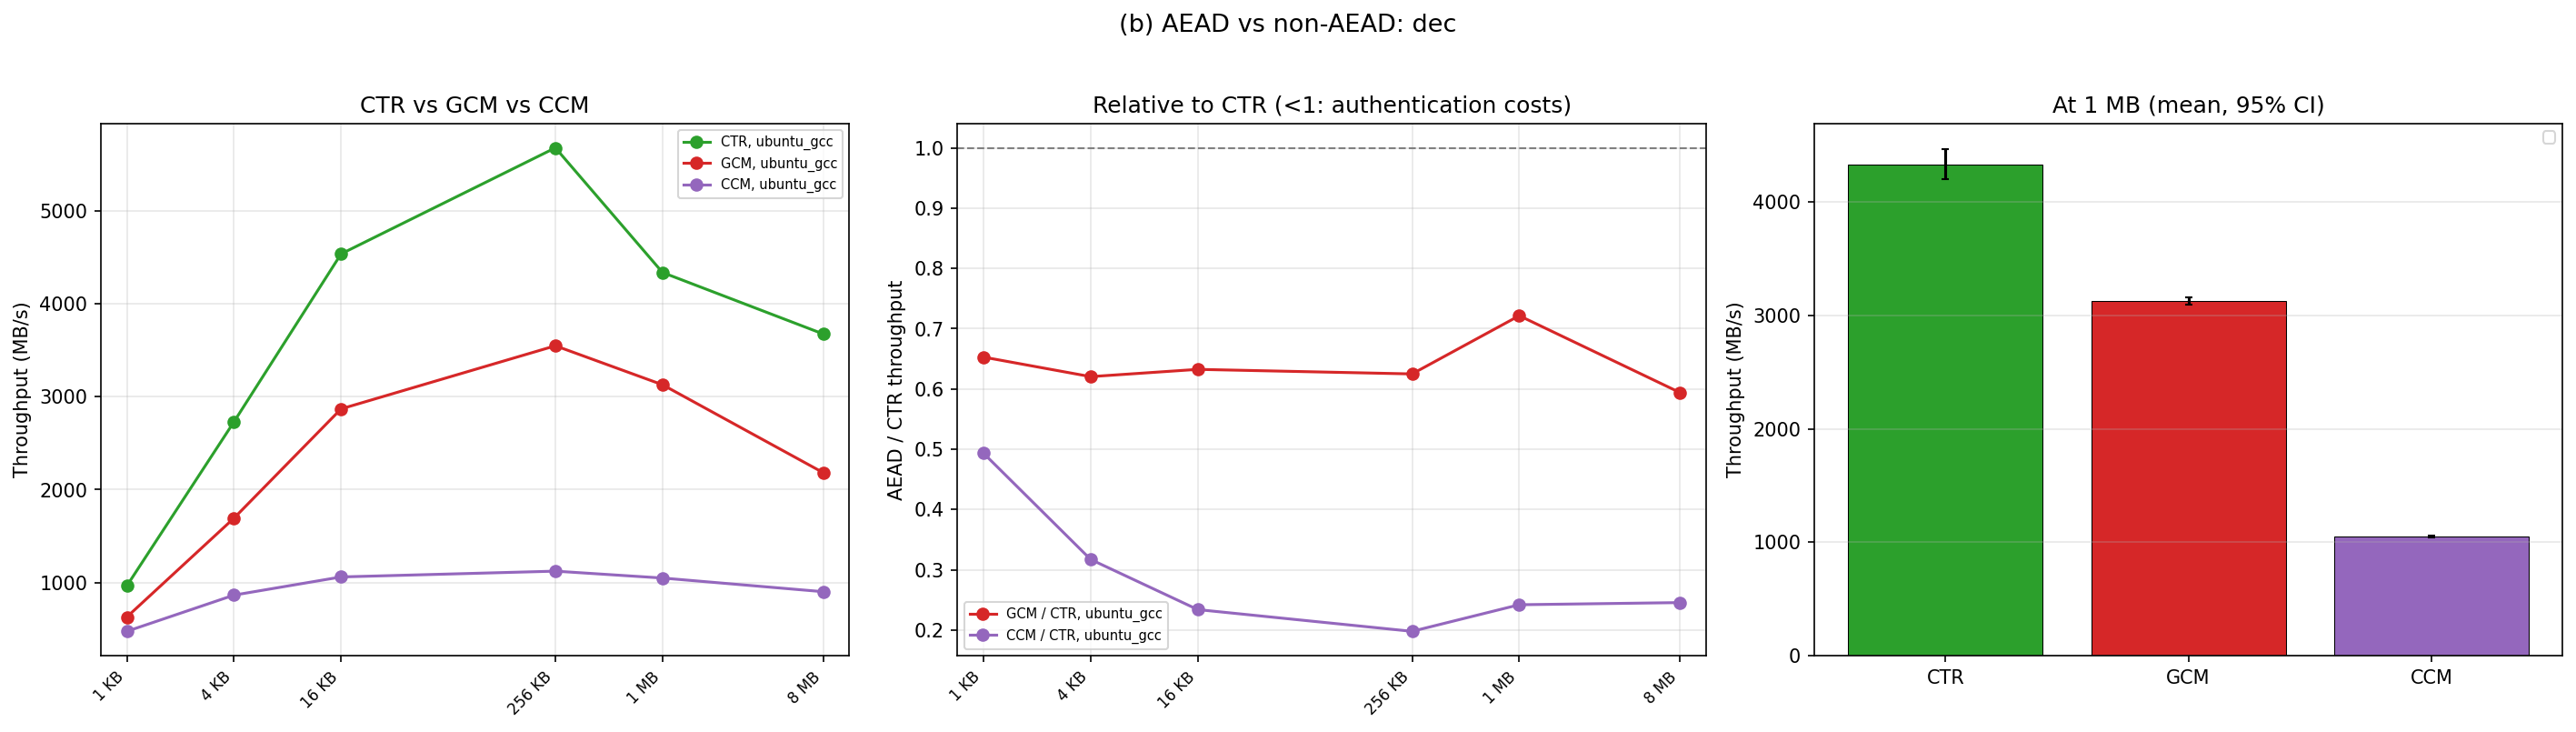 (b) AEAD vs non-AEAD: dec
CTR vs GCM vs CCM
Throughput (MB/s)
5000
4000
3000
2000
1000
CTR, ubuntu_gcc
GCM, ubuntu_gcc
CCM, ubuntu_gcc
1 KB
4 KB
16 KB
256 KB
1 MB
8 MB
Relative to CTR (<1: authentication costs)
AEAD / CTR throughput
1.0
0.9
0.8
0.7
0.6
0.5
0.4
0.3
0.2
GCM / CTR, ubuntu_gcc
CCM / CTR, ubuntu_gcc
1 KB
4 KB
16 KB
256 KB
1 MB
8 MB
At 1 MB (mean, 95% CI)
Throughput (MB/s)
4000
3000
2000
1000
0
CTR
GCM
CCM